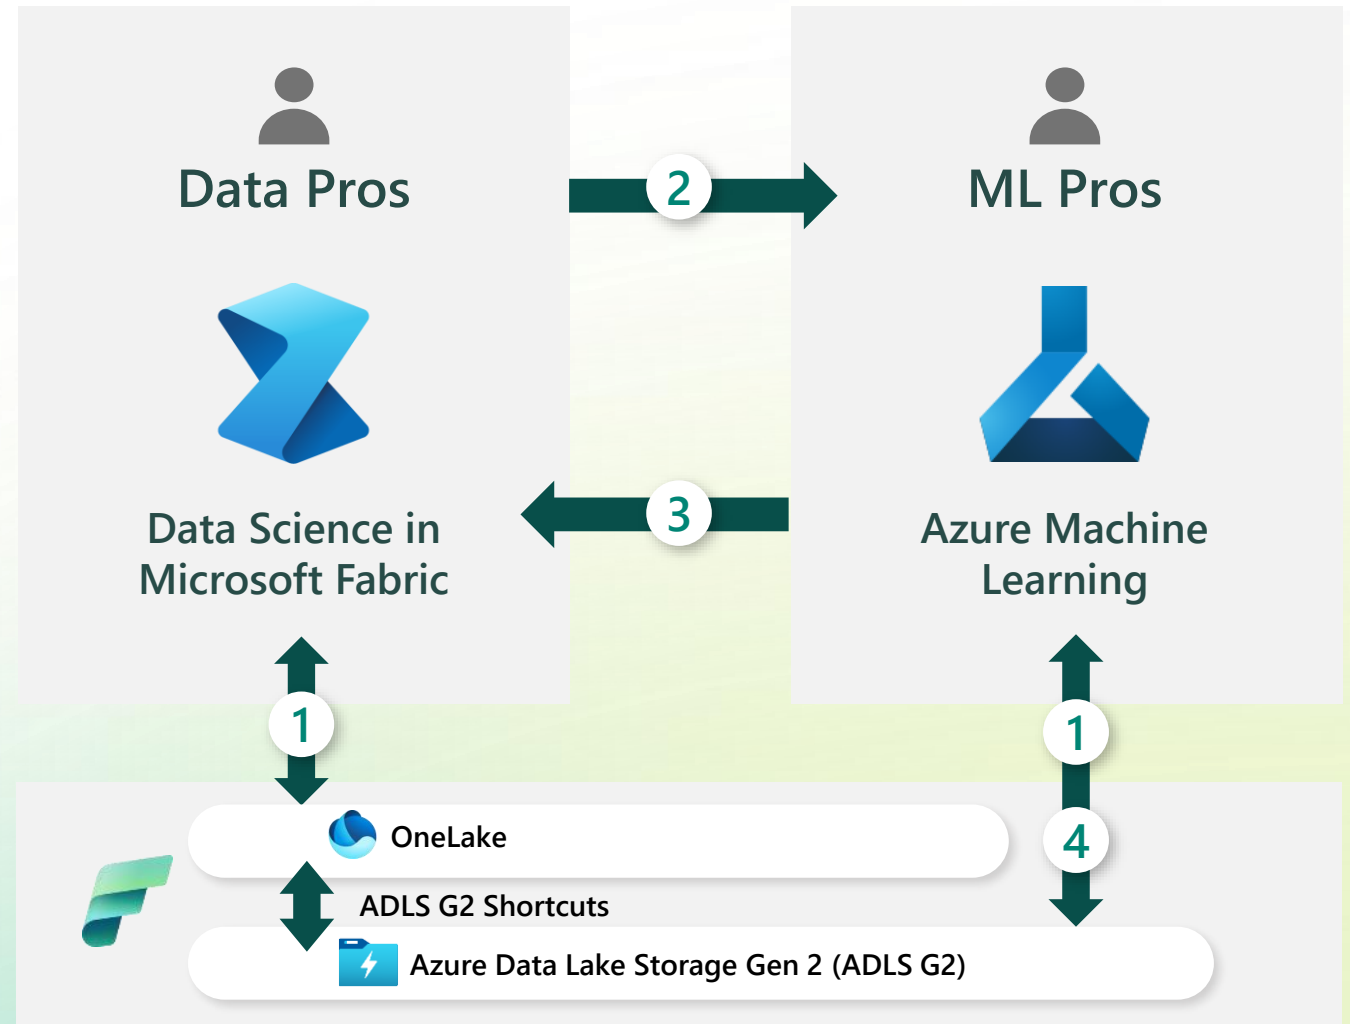 Data Pros
2
ML Pros
3
Data Science in
Microsoft Fabric
Azure Machine
Learning
1
1
OneLake
4
ADLS G2 Shortcuts
Azure Data Lake Storage Gen 2 (ADLS G2)